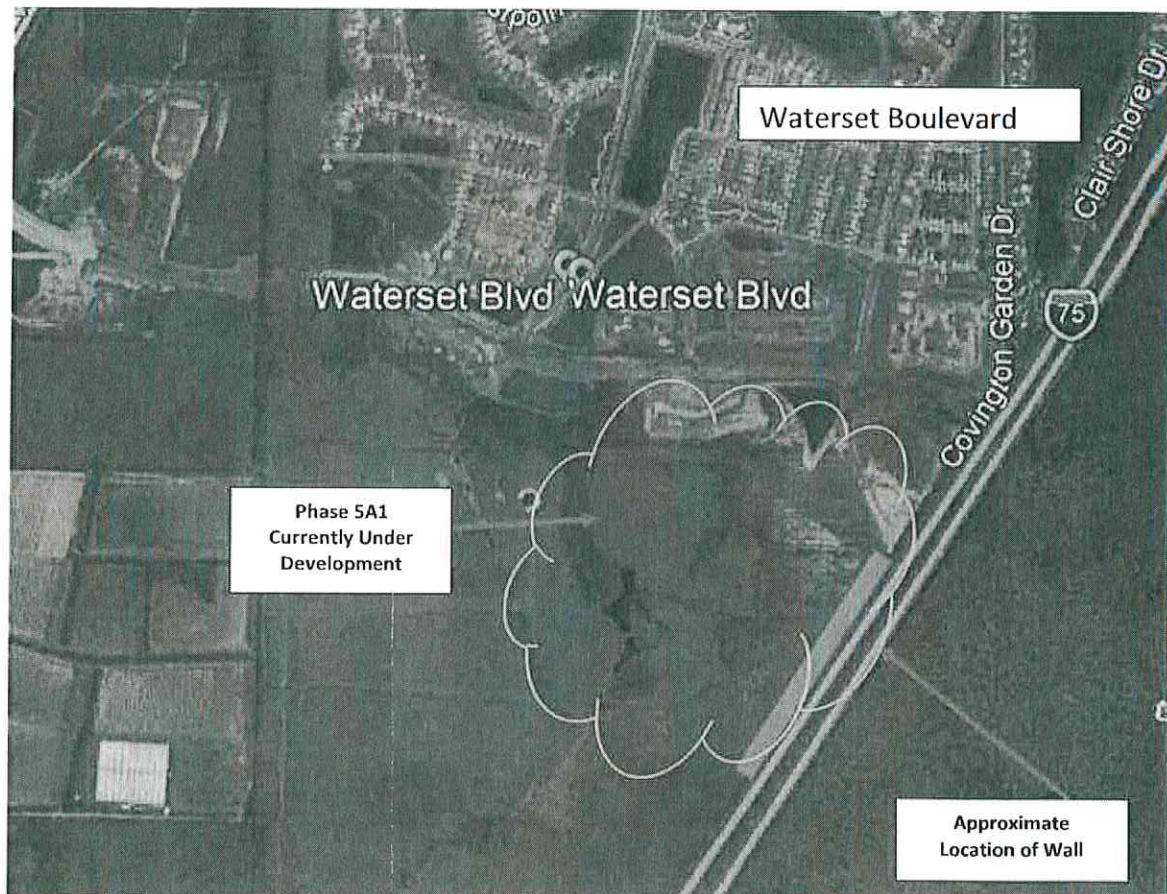 Waterset Boulevard
Clair Shore Dr
Covington Garden Dr
75
Waterset Blvd
Waterset Blvd
Phase 5A1
Currently Under
Development
Approximate
Location of Wall